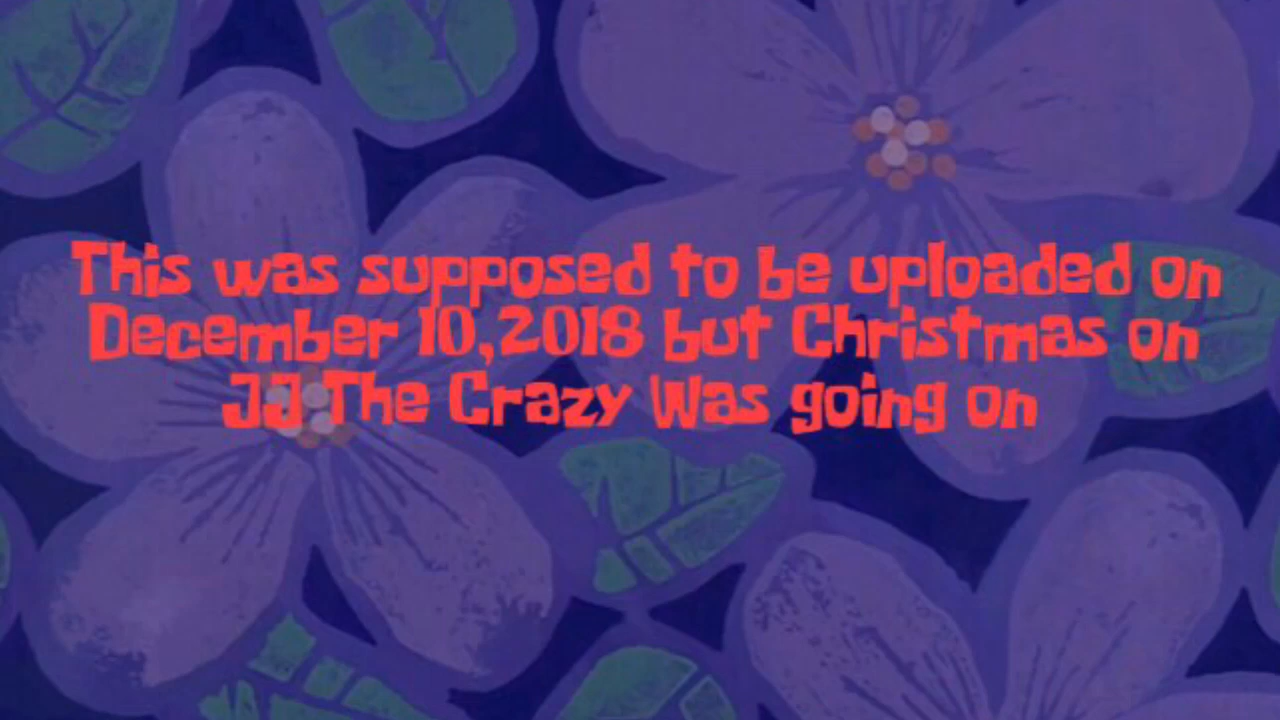 This was supposed to be uploaded on
December 10,2018 but Christmas on
JJ The Crazy Was going on